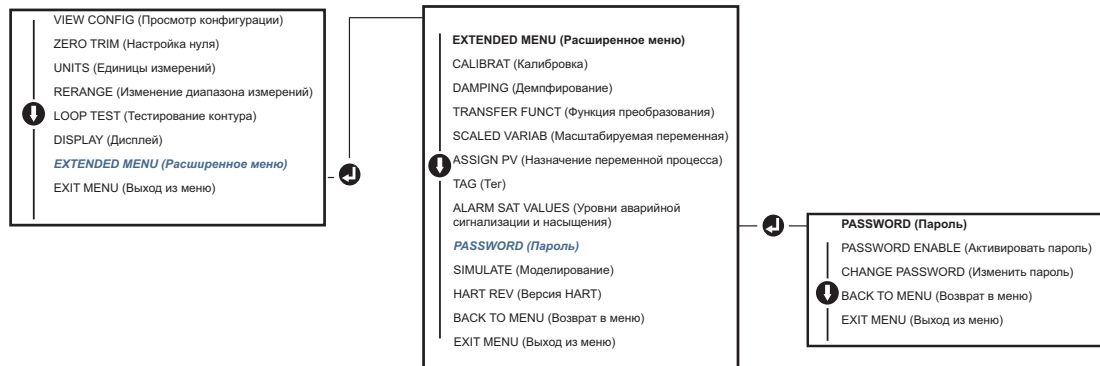 VIEW CONFIG (Просмотр конфигурации)
ZERO TRIM (Настройка нуля)
UNITS (Единицы измерений)
RERANGE (Изменение диапазона измерений)
LOOP TEST (Тестирование контура)
DISPLAY (Дисплей)
EXTENDED MENU (Расширенное меню)
EXIT MENU (Выход из меню)
EXTENDED MENU (Расширенное меню)
CALIBRAT (Калибровка)
DAMPING (Демпфирование)
TRANSFER FUNCT (Функция преобразования)
SCALED VARIAB (Масштабируемая переменная)
ASSIGN PV (Назначение переменной процесса)
TAG (Тег)
ALARM SAT VALUES (Уровни аварийной
сигнализации и насыщения)
PASSWORD (Пароль)
SIMULATE (Моделирование)
HART REV (Версия HART)
BACK TO MENU (Возврат в меню)
EXIT MENU (Выход из меню)
PASSWORD (Пароль)
PASSWORD ENABLE (Активировать пароль)
CHANGE PASSWORD (Изменить пароль)
BACK TO MENU (Возврат в меню)
EXIT MENU (Выход из меню)